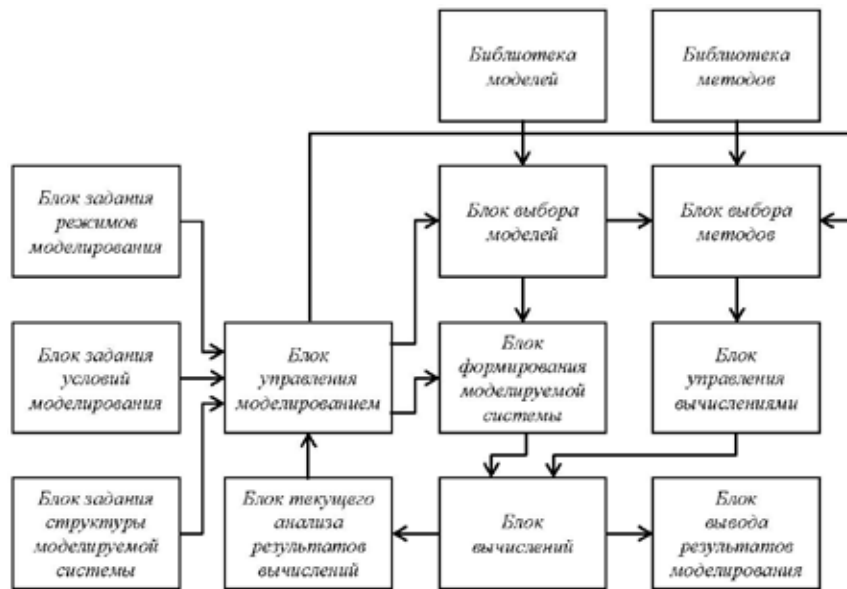 Библиотека
моделей
Библиотека
методов
Блок задания
режимов
моделирования
Блок выбора
моделей
Блок выбора
методов
Блок задания
условий
моделирования
Блок
управления
моделированием
Блок
формирования
моделируемой
системы
Блок
управления
вычислениями
Блок задания
структуры
моделируемой
системы
Блок текущего
анализа
результатов
вычислений
Блок
вычислений
Блок
вывода
результатов
моделирования